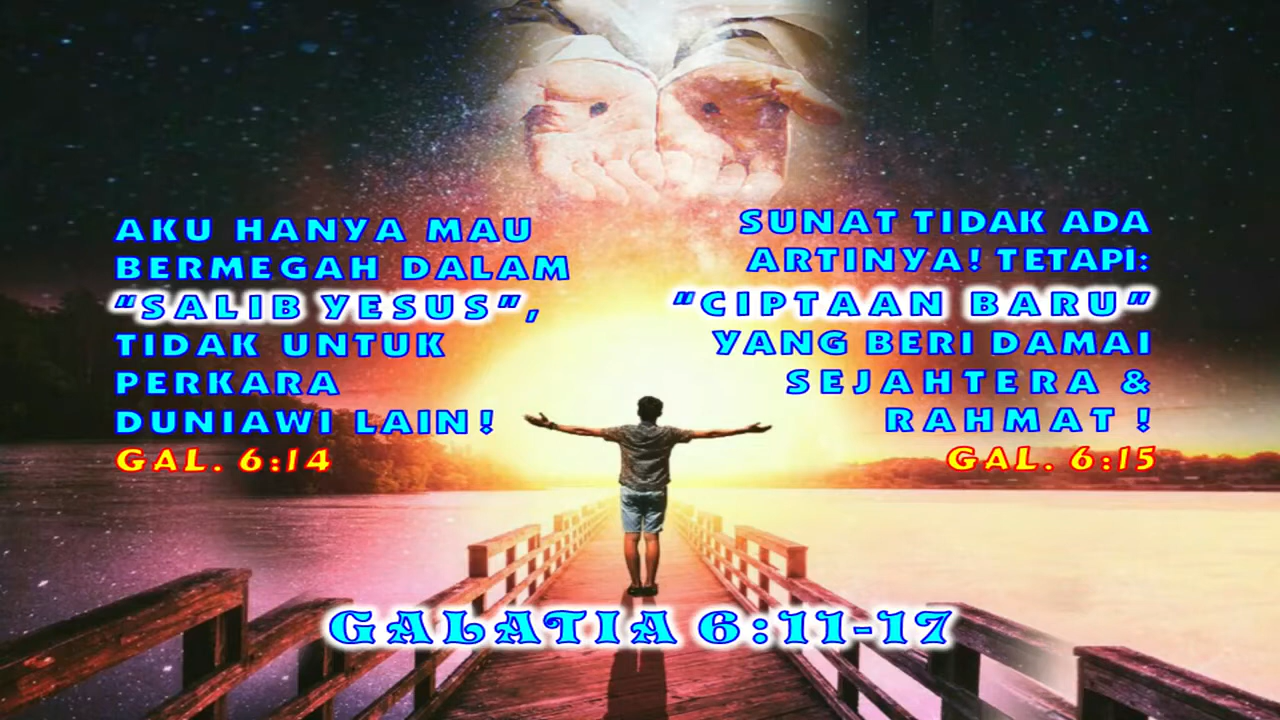 AKU HANYA MAU
BERMEGAH DALAM
“SALIB YESUS”,
TIDAK UNTUK
PERKARA
DUNIAWI LAIN!
GAL. 6:14
SUNAT TIDAK ADA
ARTINYA! TETAPI:
“CIPTAAN BARU”
YANG BERI DAMAI
SEJAHTERA &
RAHMAT !
GAL. 6:15
GALATIA 6:11-17